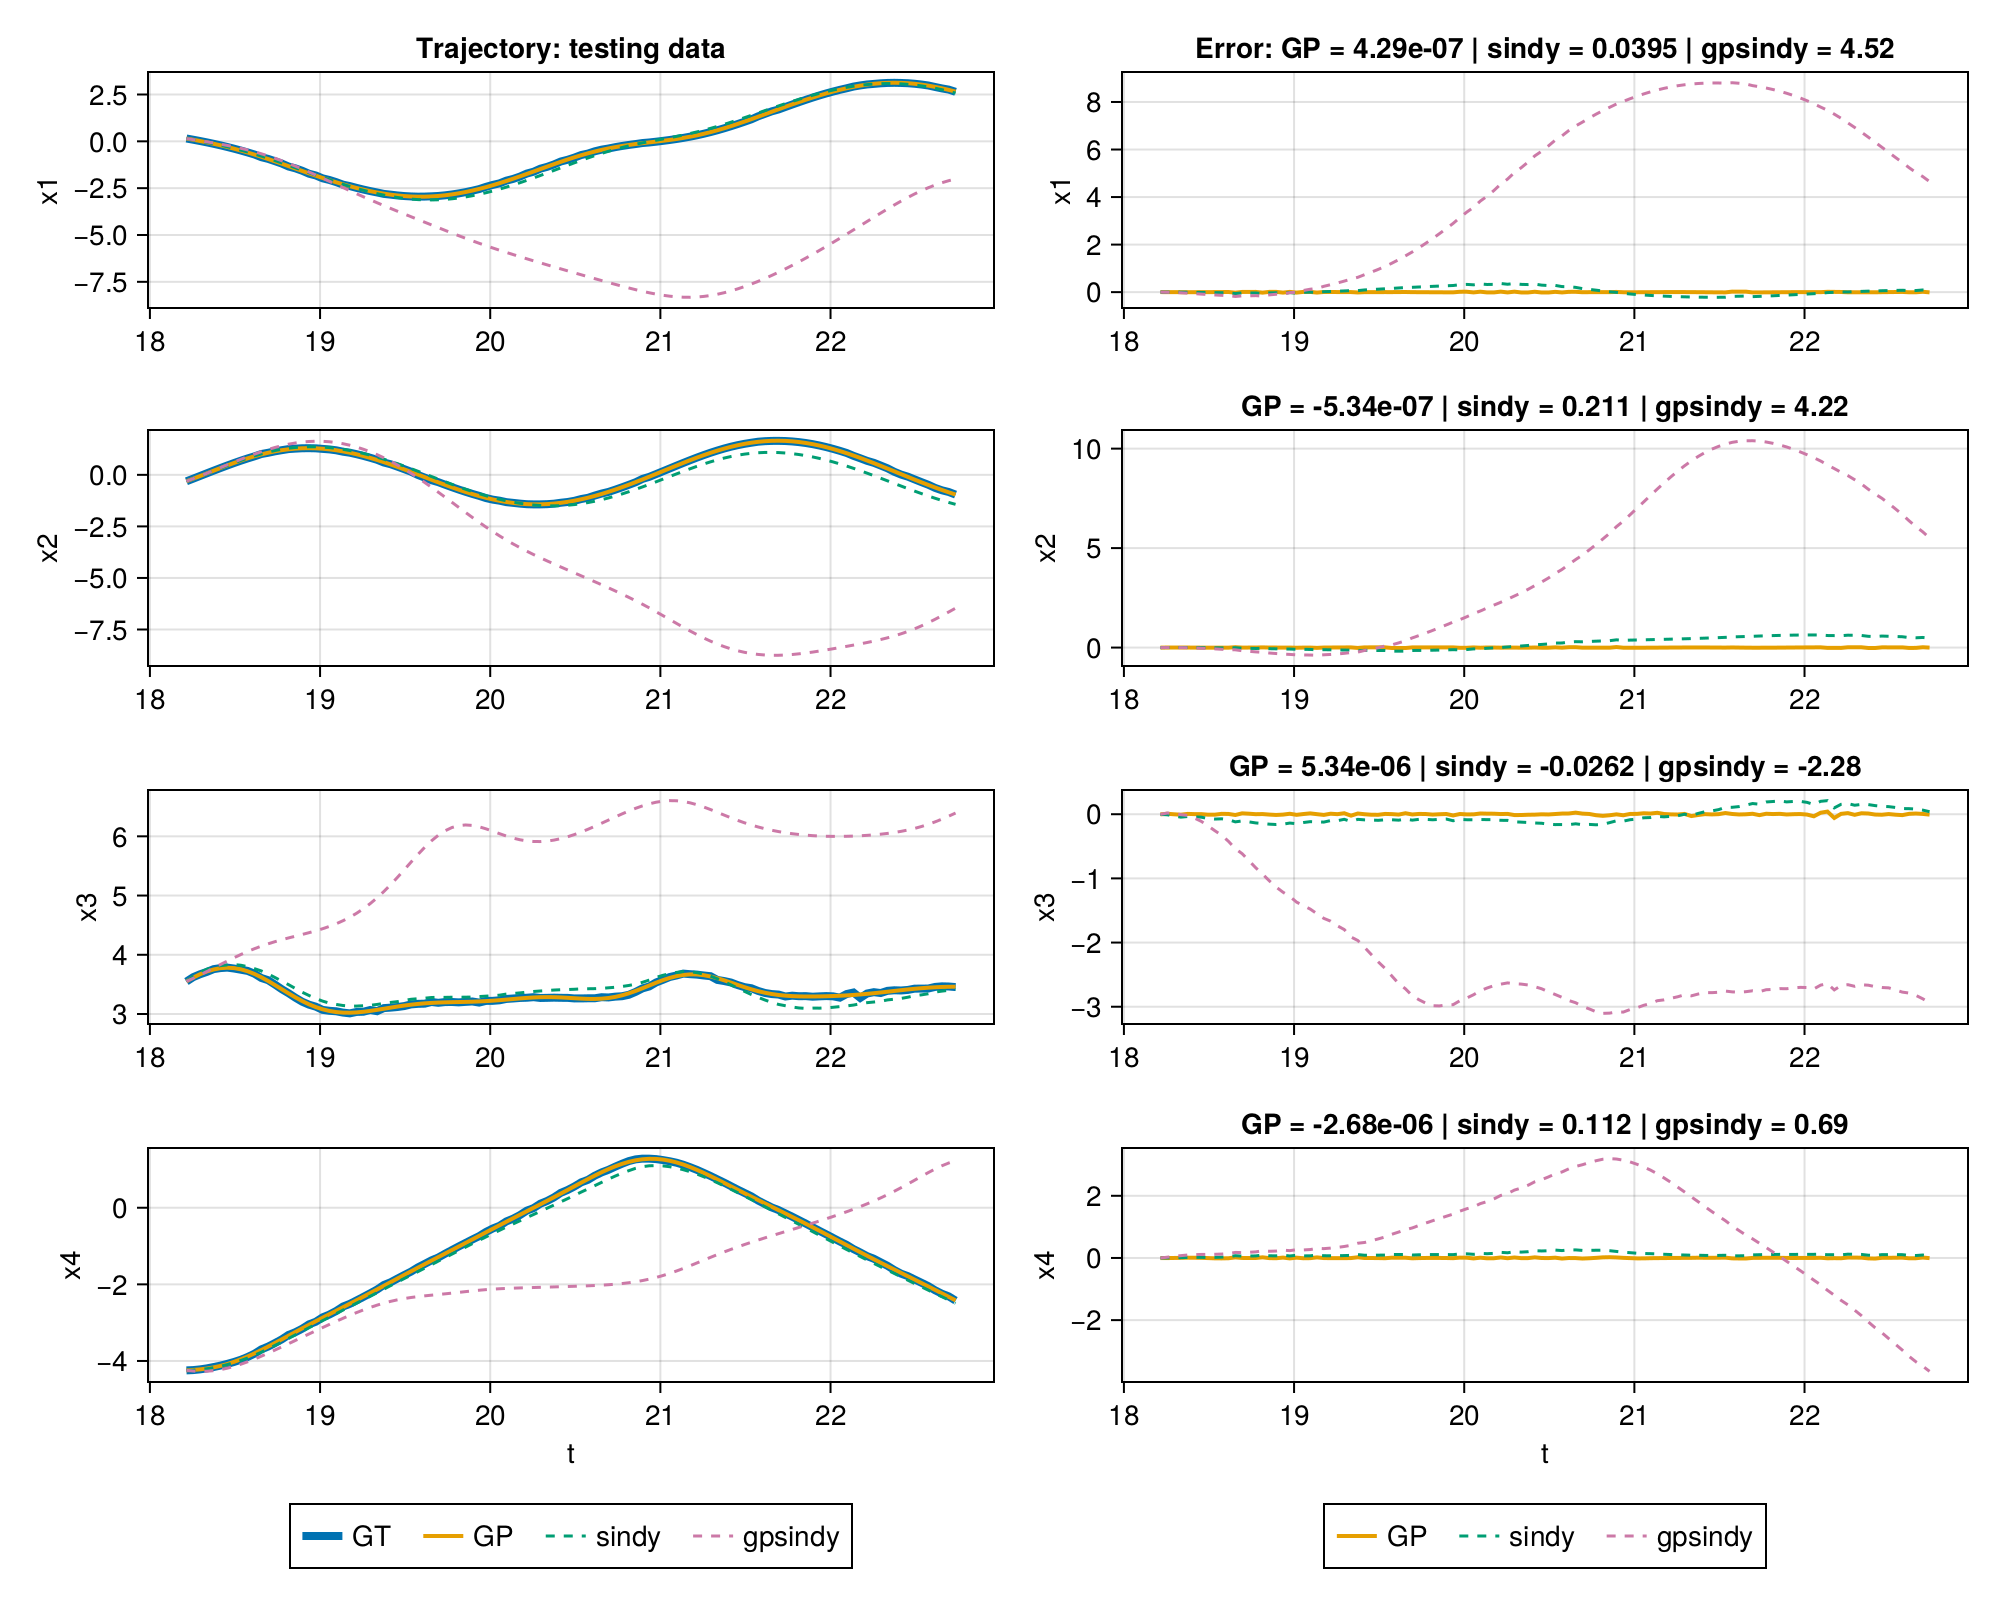 Trajectory: testing data
x1
2.5
0.0
−2.5
−5.0
−7.5
18 19 20 21 22
Error: GP = 4.29e-07 | sindy = 0.0395 | gpsindy = 4.52
x1
8
6
4
2
0
18 19 20 21 22
x2
0.0
−2.5
−5.0
−7.5
18 19 20 21 22
GP = -5.34e-07 | sindy = 0.211 | gpsindy = 4.22
x2
10
5
0
18 19 20 21 22
x3
6
5
4
3
18 19 20 21 22
GP = 5.34e-06 | sindy = -0.0262 | gpsindy = -2.28
x3
0
−1
−2
−3
18 19 20 21 22
x4
0
−2
−4
18 19 20 21 22
t
GP = -2.68e-06 | sindy = 0.112 | gpsindy = 0.69
x4
2
0
−2
18 19 20 21 22
t
GT GP sindy gpsindy
GP sindy gpsindy